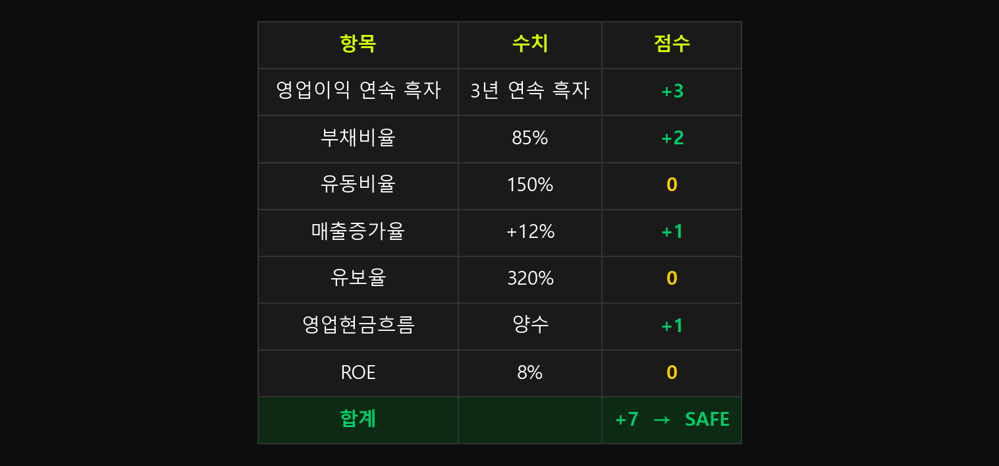 항목 수치 점수
영업이익 연속 흑자 3년 연속 흑자 +3
부채비율 85% +2
유동비율 150% 0
매출증가율 +12% +1
유보율 320% 0
영업현금흐름 양수 +1
ROE 8% 0
합계 +7 → SAFE